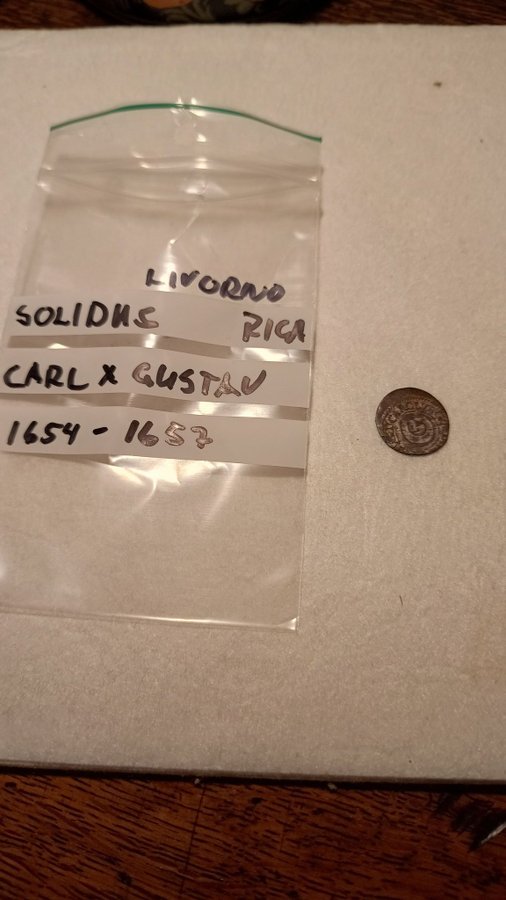 LIVORNO
SOLIDUS RIGA
CARL X GUSTAV
1654 - 1657